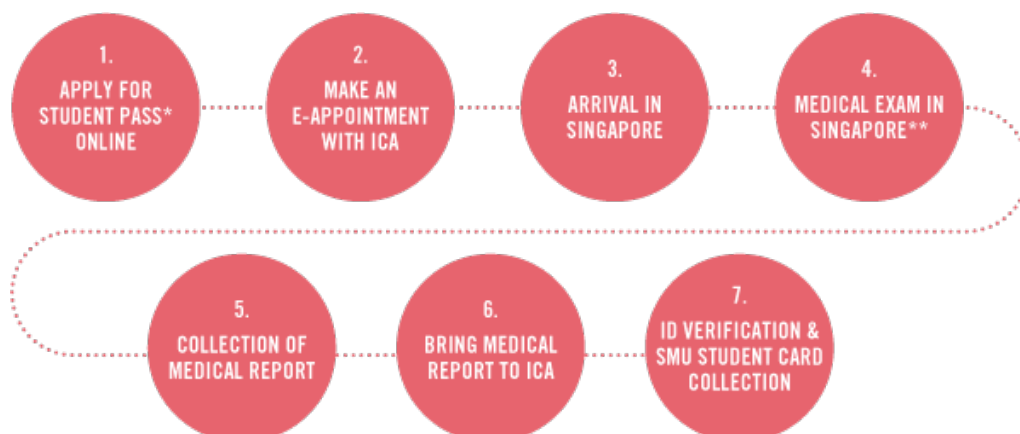 1.
APPLY FOR
STUDENT PASS*
ONLINE
2.
MAKE AN
E-APPOINTMENT
WITH ICA
3.
ARRIVAL IN
SINGAPORE
4.
MEDICAL EXAM IN
SINGAPORE**
5.
COLLECTION OF
MEDICAL REPORT
6.
BRING MEDICAL
REPORT TO ICA
7.
ID VERIFICATION &
SMU STUDENT CARD
COLLECTION